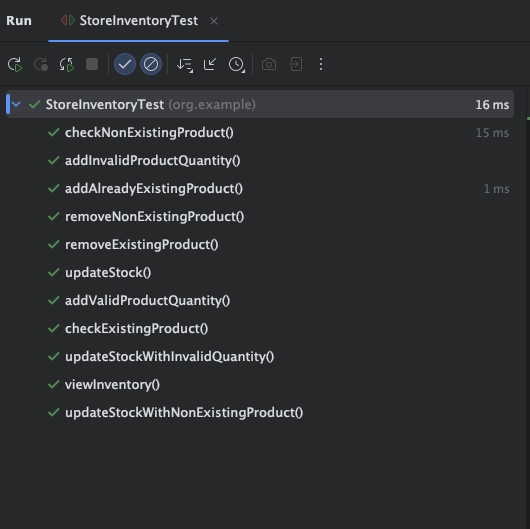 Run StoreInventoryTest
StoreInventoryTest (org.example) 16 ms
checkNonExistingProduct() 15 ms
addInvalidProductQuantity()
addAlreadyExistingProduct() 1 ms
removeNonExistingProduct()
removeExistingProduct()
updateStock()
addValidProductQuantity()
checkExistingProduct()
updateStockWithInvalidQuantity()
viewInventory()
updateStockWithNonExistingProduct()